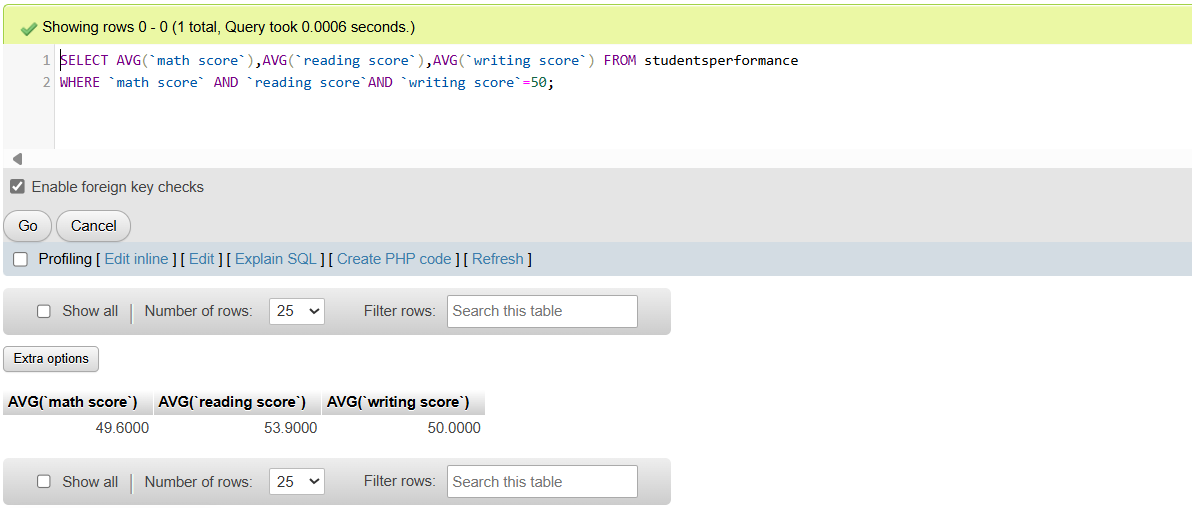 Showing rows 0 - 0 (1 total, Query took 0.0006 seconds.)
1 SELECT AVG(`math score`),AVG(`reading score`),AVG(`writing score`) FROM studentsperformance
2 WHERE `math score` AND `reading score`AND `writing score`=50;
Enable foreign key checks
Go Cancel
Profiling [ Edit inline ] [ Edit ] [ Explain SQL ] [ Create PHP code ] [ Refresh ]
Show all Number of rows: 25 Filter rows: Search this table
Extra options
AVG(`math score`) AVG(`reading score`) AVG(`writing score`)
49.6000 53.9000 50.0000
Show all Number of rows: 25 Filter rows: Search this table